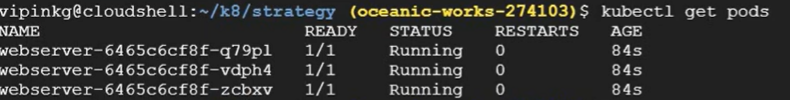 vipinkg@cloudshell:~/k8/strategy (oceanic-works-274103)$ kubectl get pods
NAME READY STATUS RESTARTS AGE
webserver-6465c6cf8f-q79pl 1/1 Running 0 84s
webserver-6465c6cf8f-vdph4 1/1 Running 0 84s
webserver-6465c6cf8f-zcbxv 1/1 Running 0 84s